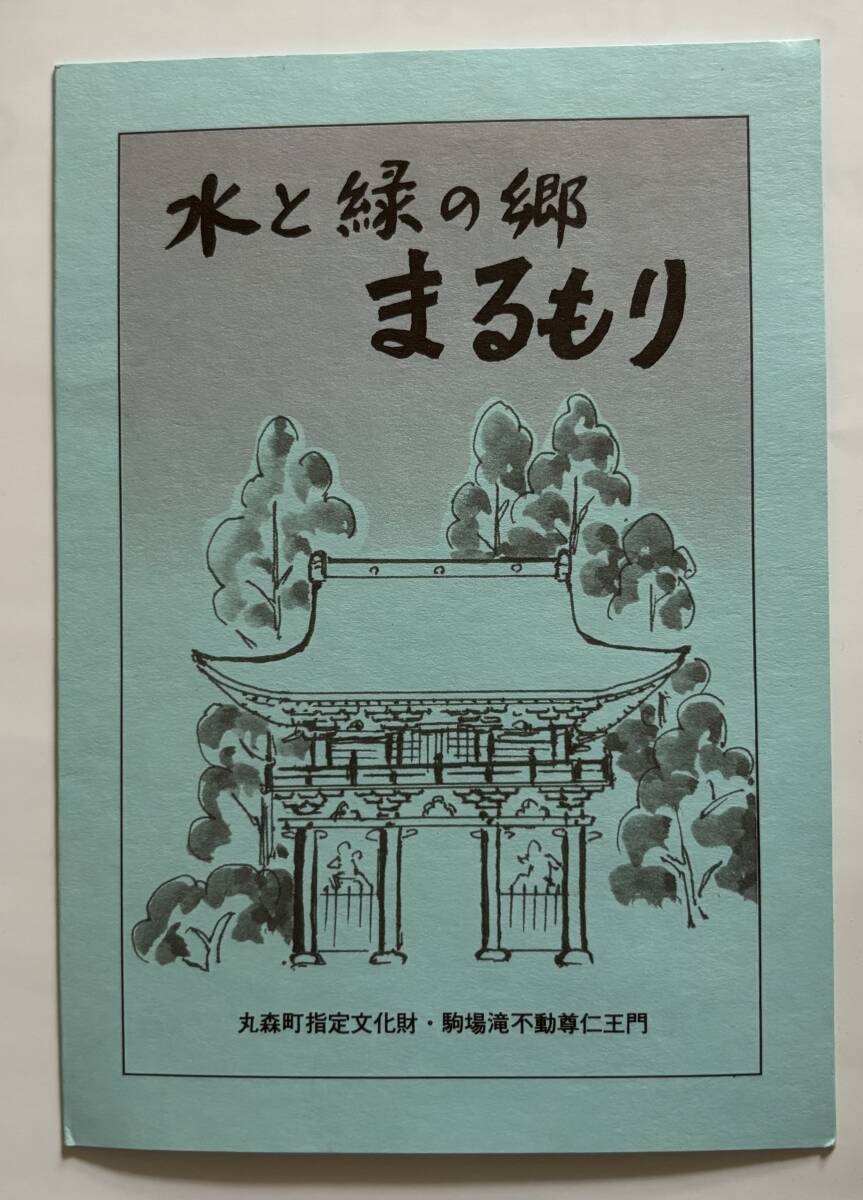 水と緑の郷
まるもり
丸森町指定文化財・駒場滝不動尊仁王門